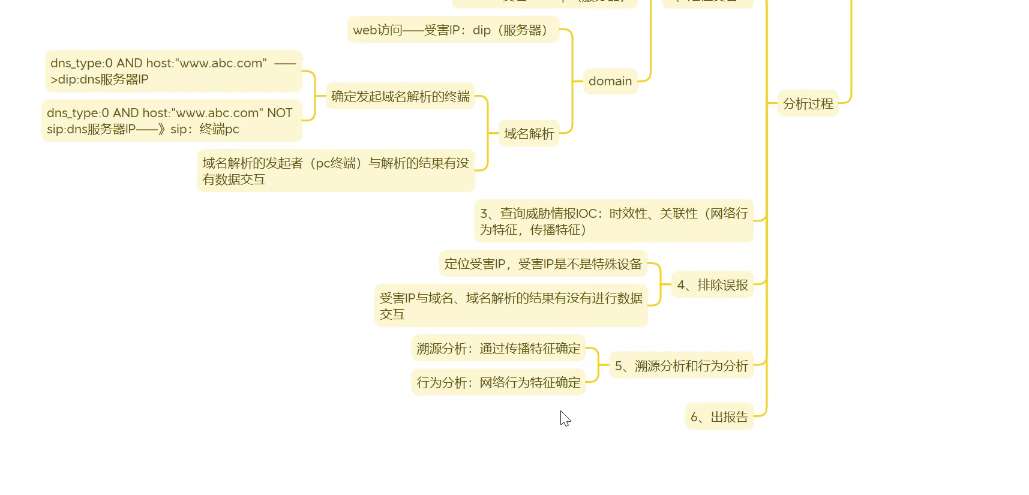 web访问——受害IP：dip（服务器）
dns_type:0 AND host:"www.abc.com" ——
>dip:dns服务器IP
domain
确定发起域名解析的终端
分析过程
dns_type:0 AND host:"www.abc.com" NOT
sip:dns服务器IP——》sip：终端pc
域名解析
域名解析的发起者（pc终端）与解析的结果有没
有数据交互
3、查询威胁情报IOC：时效性、关联性（网络行
为特征，传播特征）
定位受害IP，受害IP是不是特殊设备
4、排除误报
受害IP与域名、域名解析的结果有没有进行数据
交互
溯源分析：通过传播特征确定
5、溯源分析和行为分析
行为分析：网络行为特征确定
6、出报告